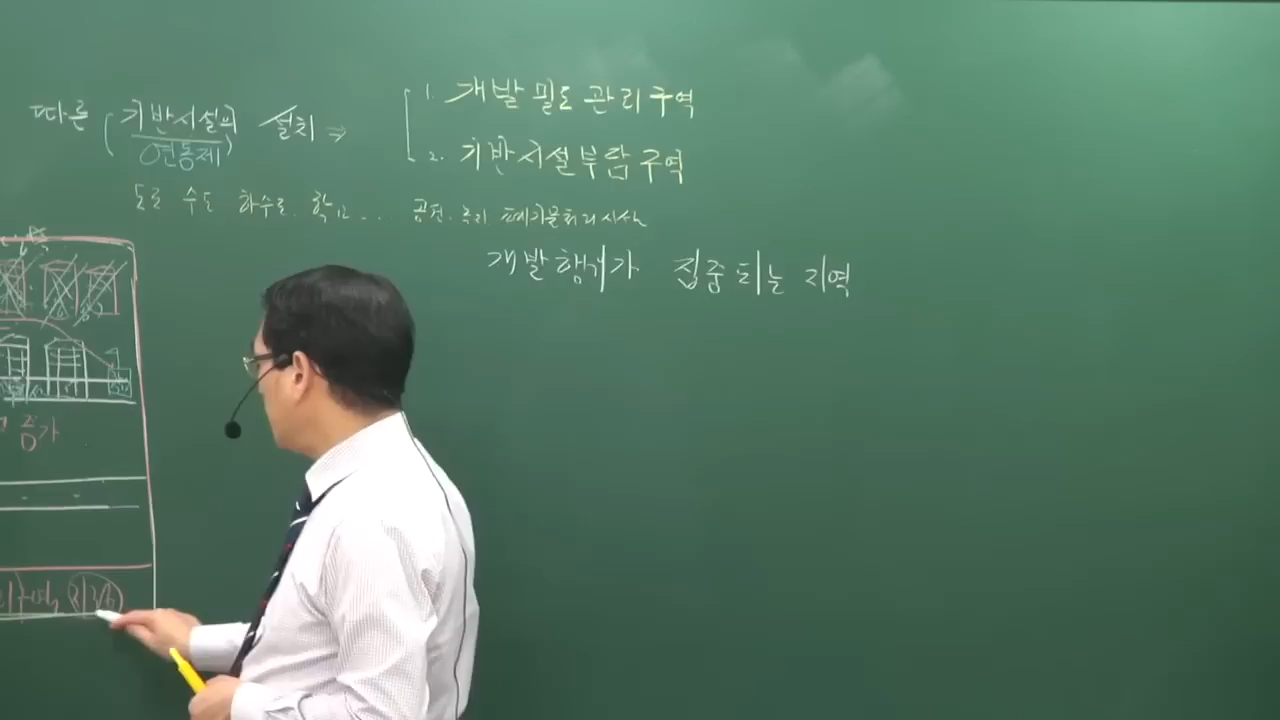 따른 (기반시설의 설치 ⇒
연동제)
1. 개발 밀도 관리 구역
2. 기반시설부담구역
도로 수도 하수도 학교... 공원. 녹지. 폐기물처리시설
개발행위가 집중되는 지역
증가